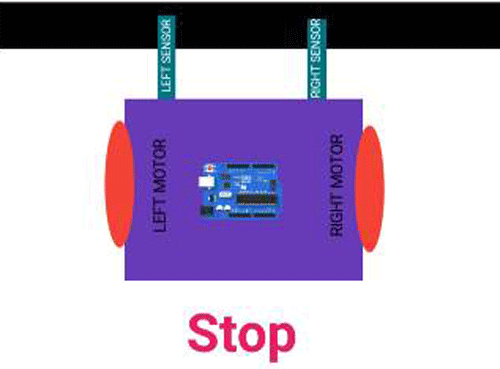 LEFT SENSOR
RIGHT SENSOR
LEFT MOTOR
RIGHT MOTOR
Stop